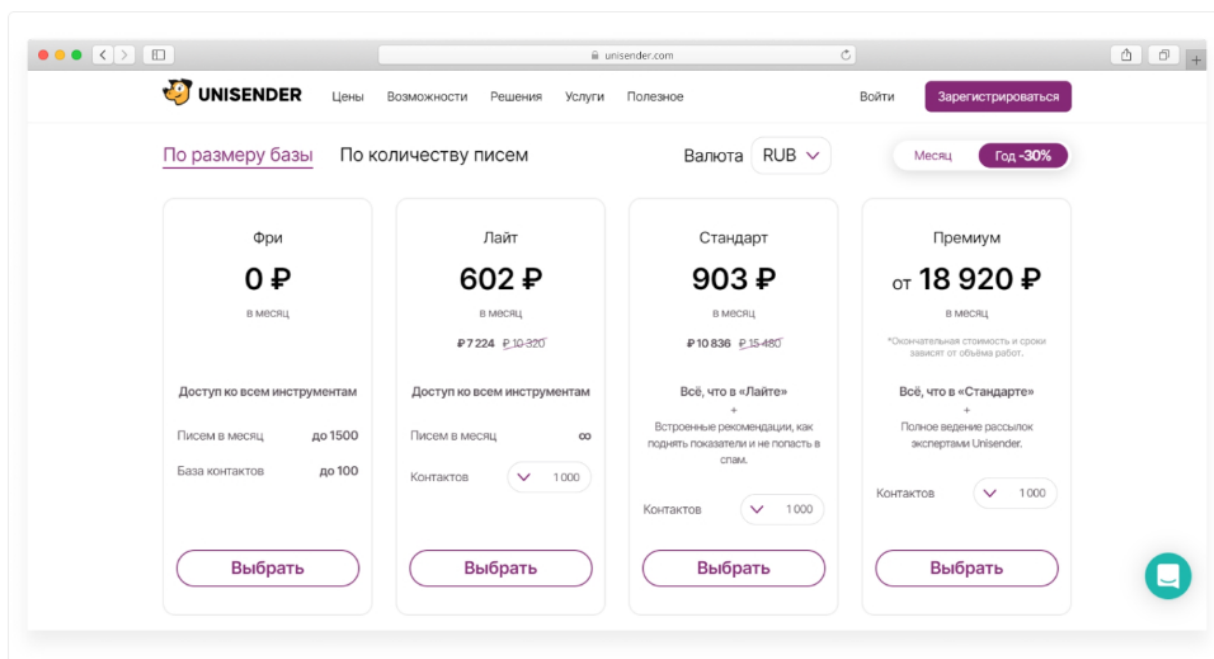 unisender.com
UNISENDER Цены Возможности Решения Услуги Полезное Войти Зарегистрироваться
По размеру базы По количеству писем Валюта RUB Месяц Год -30%
Фри
0 ₽
в месяц
Доступ ко всем инструментам
Писем в месяц до 1500
База контактов до 100
Выбрать
Лайт
602 ₽
в месяц
₽ 7 224 ₽ 10 320
Доступ ко всем инструментам
Писем в месяц ∞
Контактов 1 000
Выбрать
Стандарт
903 ₽
в месяц
₽ 10 836 ₽ 15 480
Всё, что в «Лайте»
+
Встроенные рекомендации, как
поднять показатели и не попасть в
спам.
Контактов 1 000
Выбрать
Премиум
от 18 920 ₽
в месяц
*Окончательная стоимость и сроки
зависят от объёма работ.
Всё, что в «Стандарте»
+
Полное ведение рассылок
экспертами Unisender.
Контактов 1 000
Выбрать